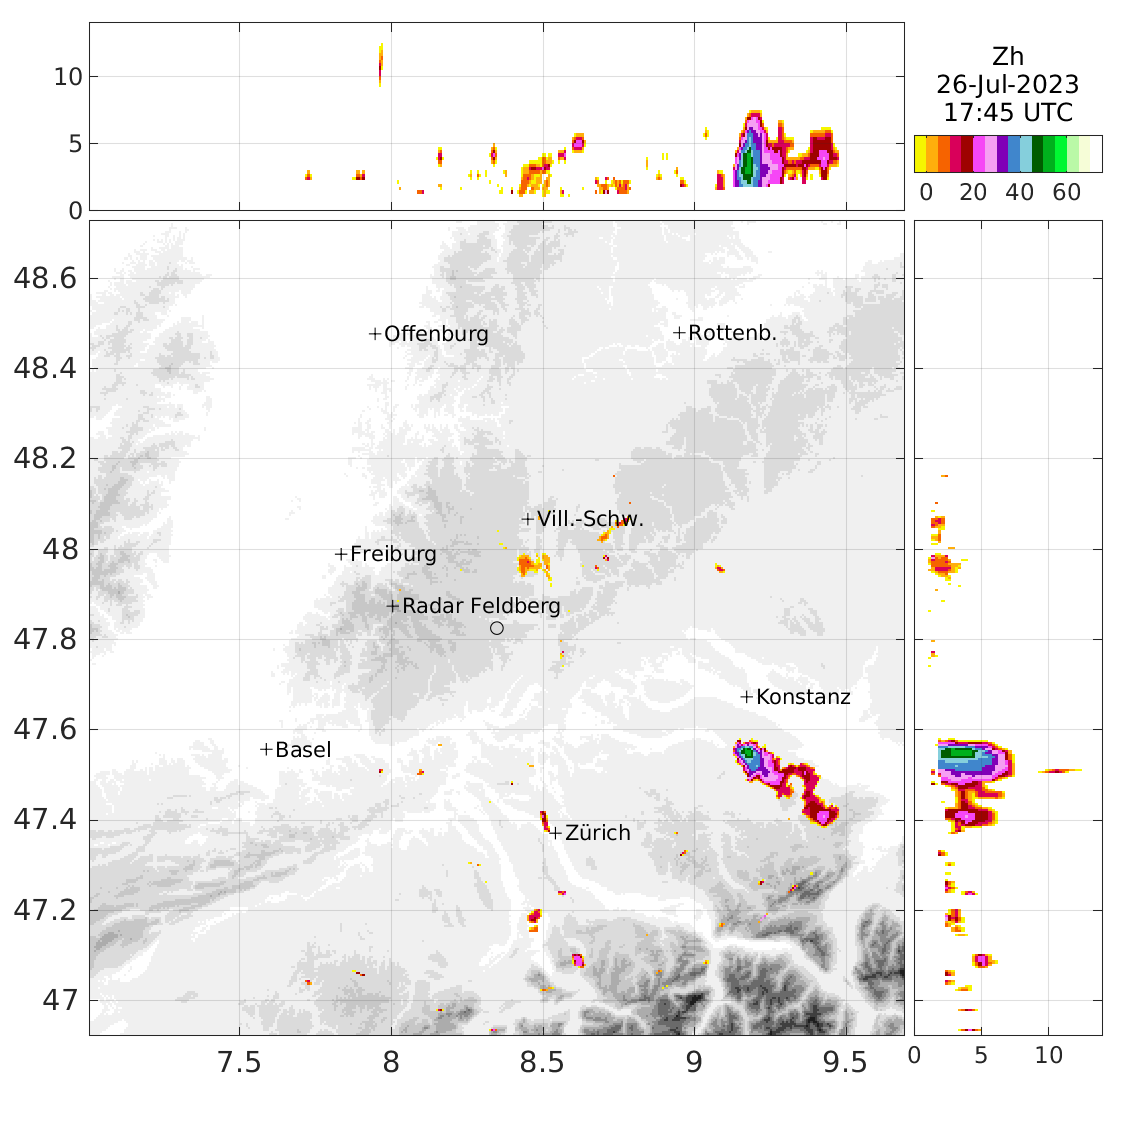 10
5
0
Zh
26-Jul-2023
17:45 UTC
0 20 40 60
48.6
48.4
48.2
48
47.8
47.6
47.4
47.2
47
Offenburg
Rottenb.
Vill.-Schw.
Freiburg
Radar Feldberg
Konstanz
Basel
Zürich
7.5 8 8.5 9 9.5
0 5 10